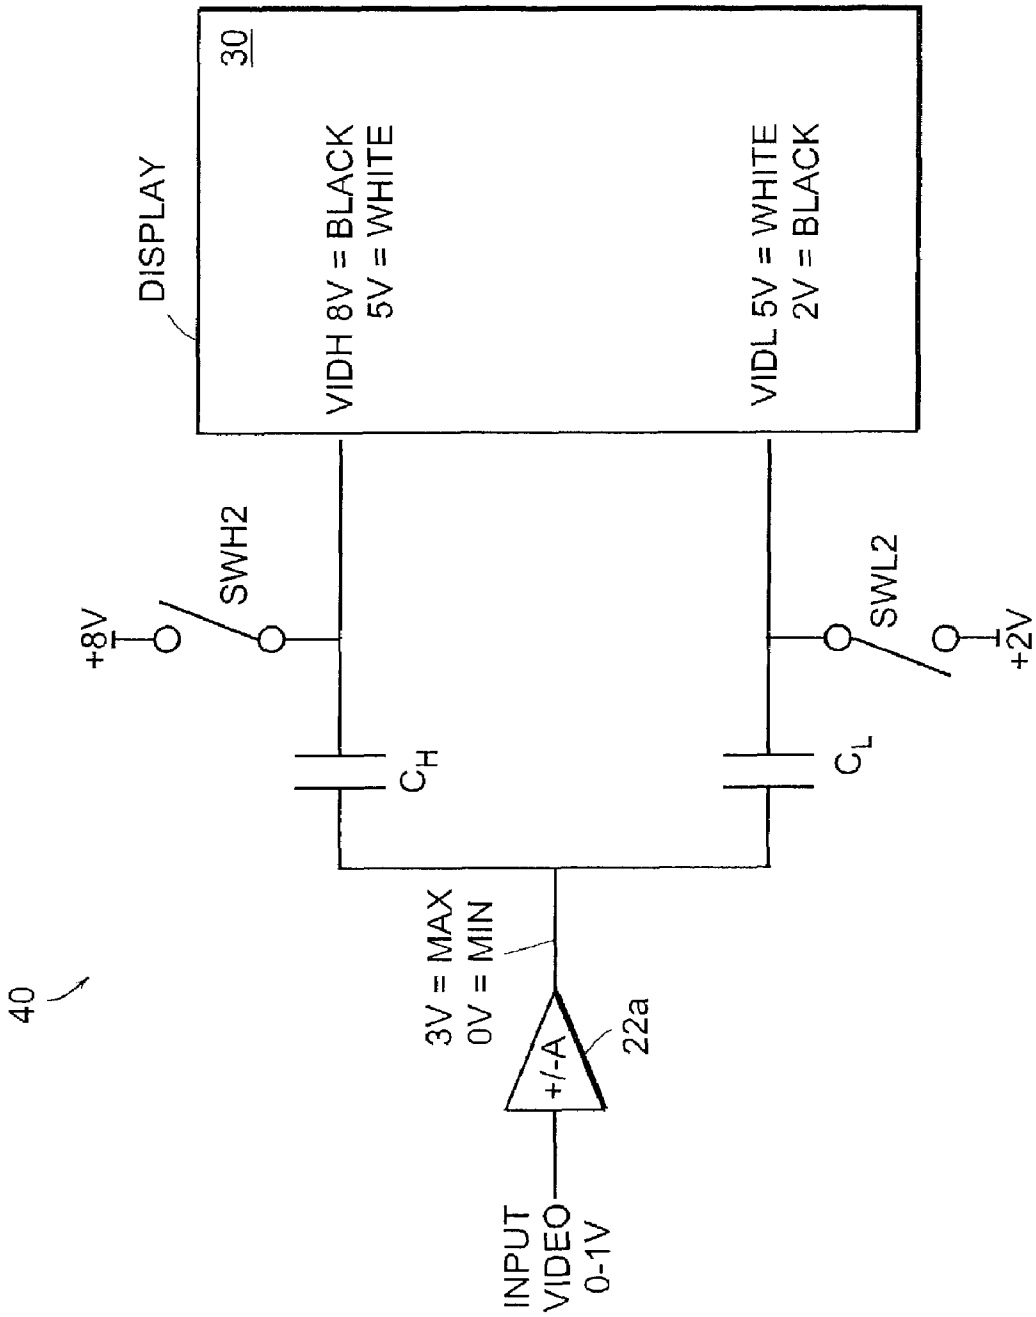 40
INPUT
VIDEO
0-1V
+/-A
22a
3V = MAX
0V = MIN
C_H
C_L
+8V
SWH2
SWL2
+2V
DISPLAY
30
VIDH 8V = BLACK
5V = WHITE
VIDL 5V = WHITE
2V = BLACK